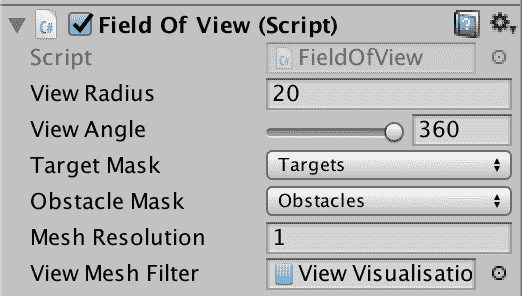 Field Of View (Script)
Script FieldOfView
View Radius 20
View Angle 360
Target Mask Targets
Obstacle Mask Obstacles
Mesh Resolution 1
View Mesh Filter View Visualisatio